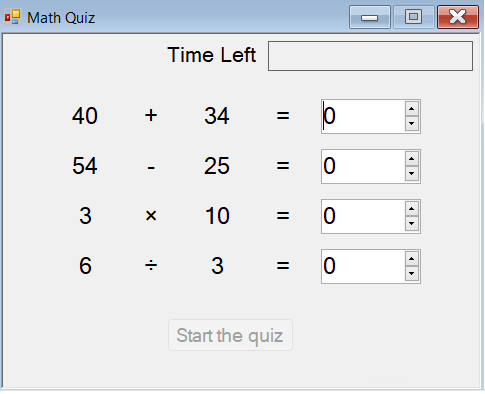 Math Quiz
Time Left
40 + 34 = 0
54 - 25 = 0
3 × 10 = 0
6 ÷ 3 = 0
Start the quiz